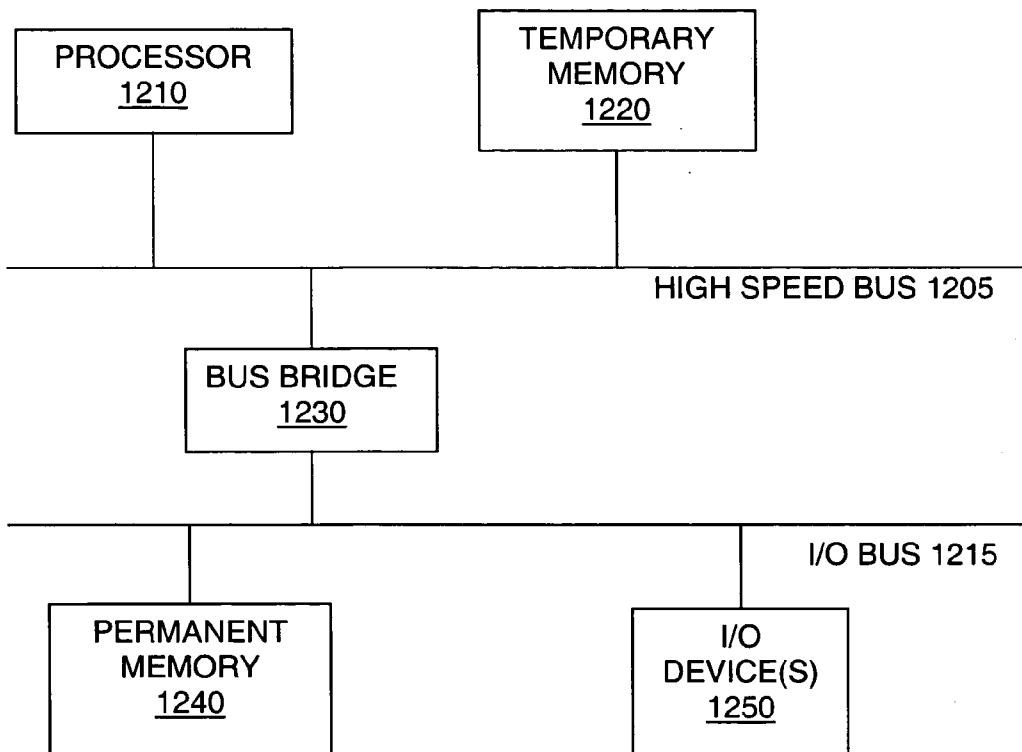 PROCESSOR
1210
TEMPORARY
MEMORY
1220
HIGH SPEED BUS 1205
BUS BRIDGE
1230
I/O BUS 1215
PERMANENT
MEMORY
1240
I/O
DEVICE(S)
1250